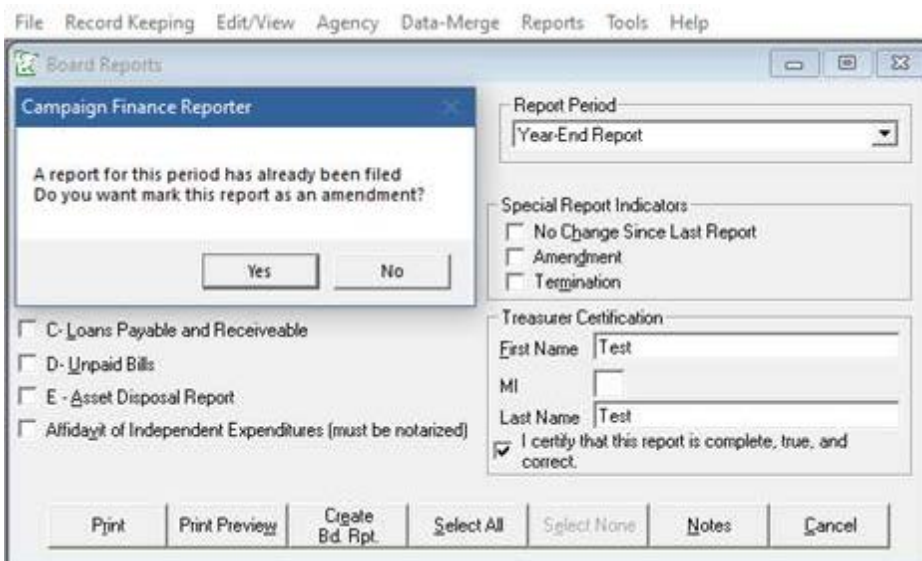 File Record Keeping Edit/View Agency Data-Merge Reports Tools Help
Board Reports
Campaign Finance Reporter
A report for this period has already been filed
Do you want mark this report as an amendment?
Yes No
Report Period
Year-End Report
Special Report Indicators
No Change Since Last Report
Amendment
Termination
C- Loans Payable and Receiveable
D- Unpaid Bills
E - Asset Disposal Report
Affidavit of Independent Expenditures (must be notarized)
Treasurer Certification
First Name Test
MI
Last Name Test
I certify that this report is complete, true, and
correct.
Print Print Preview Create Bd. Rpt. Select All Select None Notes Cancel